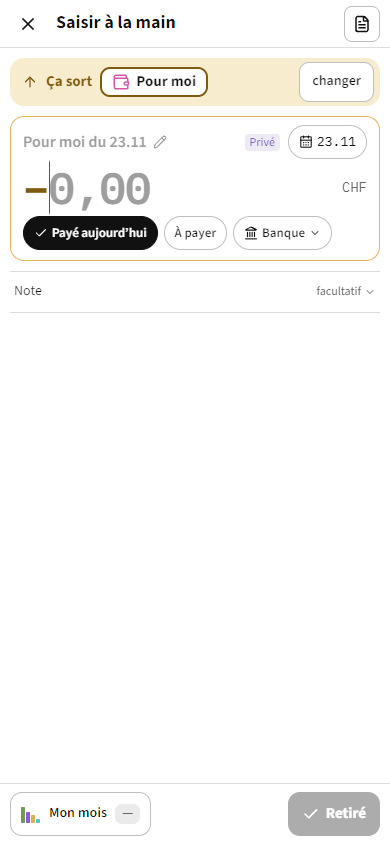 Saisir à la main
Ça sort
Pour moi
changer
Pour moi du 23.11
Privé
23.11
−0,00
CHF
Payé aujourd’hui
À payer
Banque
Note
facultatif
Mon mois
—
Retiré